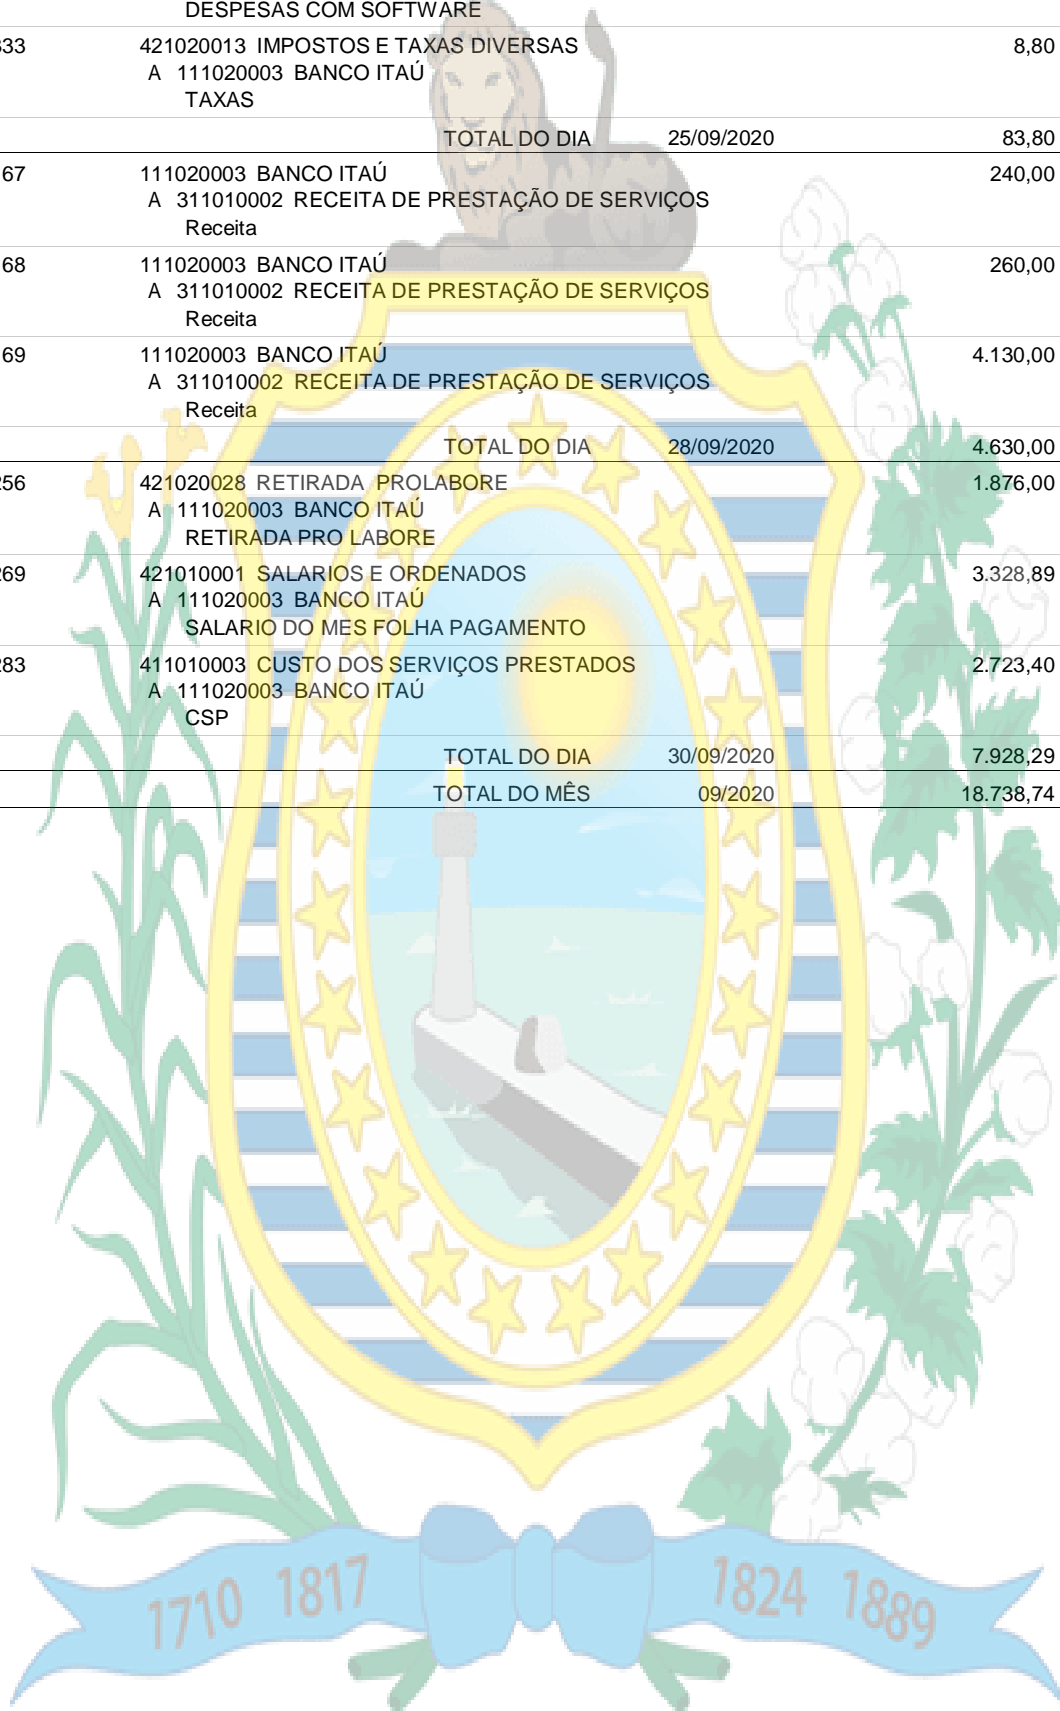 DESPESAS COM SOFTWARE
333 421020013 IMPOSTOS E TAXAS DIVERSAS 8,80
A 111020003 BANCO ITAÚ
TAXAS
TOTAL DO DIA 25/09/2020 83,80
67 111020003 BANCO ITAÚ 240,00
A 311010002 RECEITA DE PRESTAÇÃO DE SERVIÇOS
Receita
68 111020003 BANCO ITAÚ 260,00
A 311010002 RECEITA DE PRESTAÇÃO DE SERVIÇOS
Receita
69 111020003 BANCO ITAÚ 4.130,00
A 311010002 RECEITA DE PRESTAÇÃO DE SERVIÇOS
Receita
TOTAL DO DIA 28/09/2020 4.630,00
256 421020028 RETIRADA PROLABORE 1.876,00
A 111020003 BANCO ITAÚ
RETIRADA PRO LABORE
269 421010001 SALARIOS E ORDENADOS 3.328,89
A 111020003 BANCO ITAÚ
SALARIO DO MES FOLHA PAGAMENTO
283 411010003 CUSTO DOS SERVIÇOS PRESTADOS 2.723,40
A 111020003 BANCO ITAÚ
CSP
TOTAL DO DIA 30/09/2020 7.928,29
TOTAL DO MÊS 09/2020 18.738,74
1710 1817 1824 1889